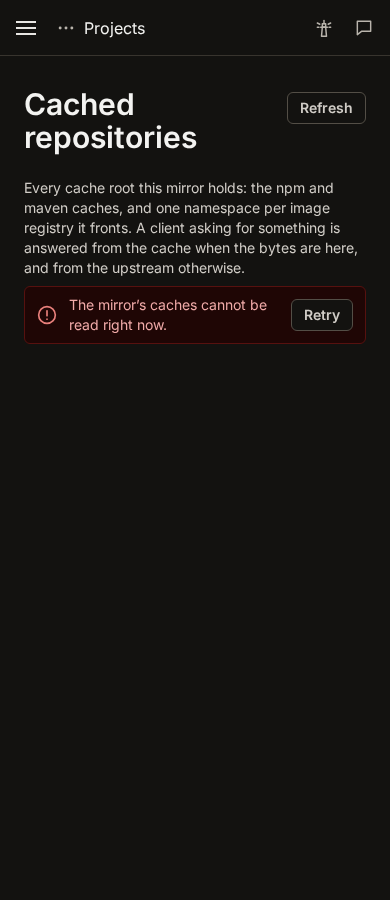 Projects
Cached
repositories
Refresh
Every cache root this mirror holds: the npm and
maven caches, and one namespace per image
registry it fronts. A client asking for something is
answered from the cache when the bytes are here,
and from the upstream otherwise.
The mirror’s caches cannot be
read right now.
Retry